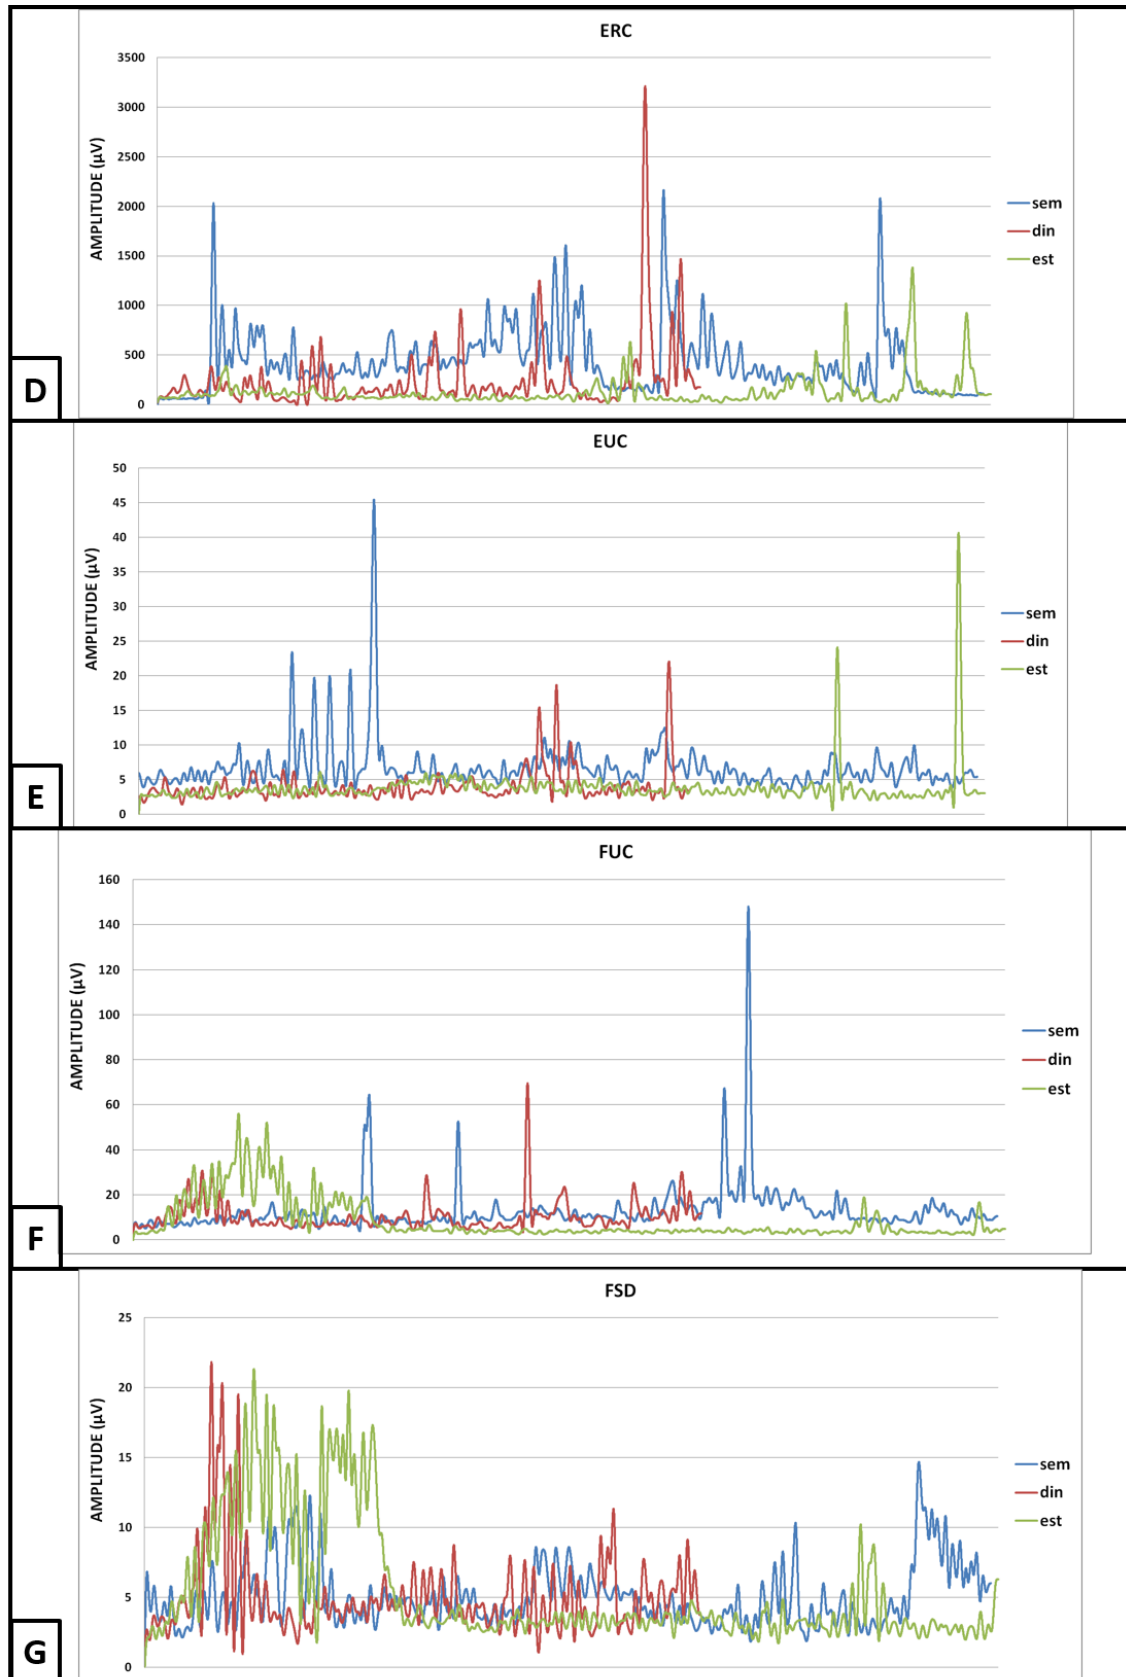 ERC
AMPLITUDE (µV)
3500
3000
2500
2000
1500
1000
500
0
sem
din
est
D
EUC
AMPLITUDE (µV)
50
45
40
35
30
25
20
15
10
5
0
sem
din
est
E
FUC
AMPLITUDE (µV)
160
140
120
100
80
60
40
20
0
sem
din
est
F
FSD
AMPLITUDE (µV)
25
20
15
10
5
0
sem
din
est
G